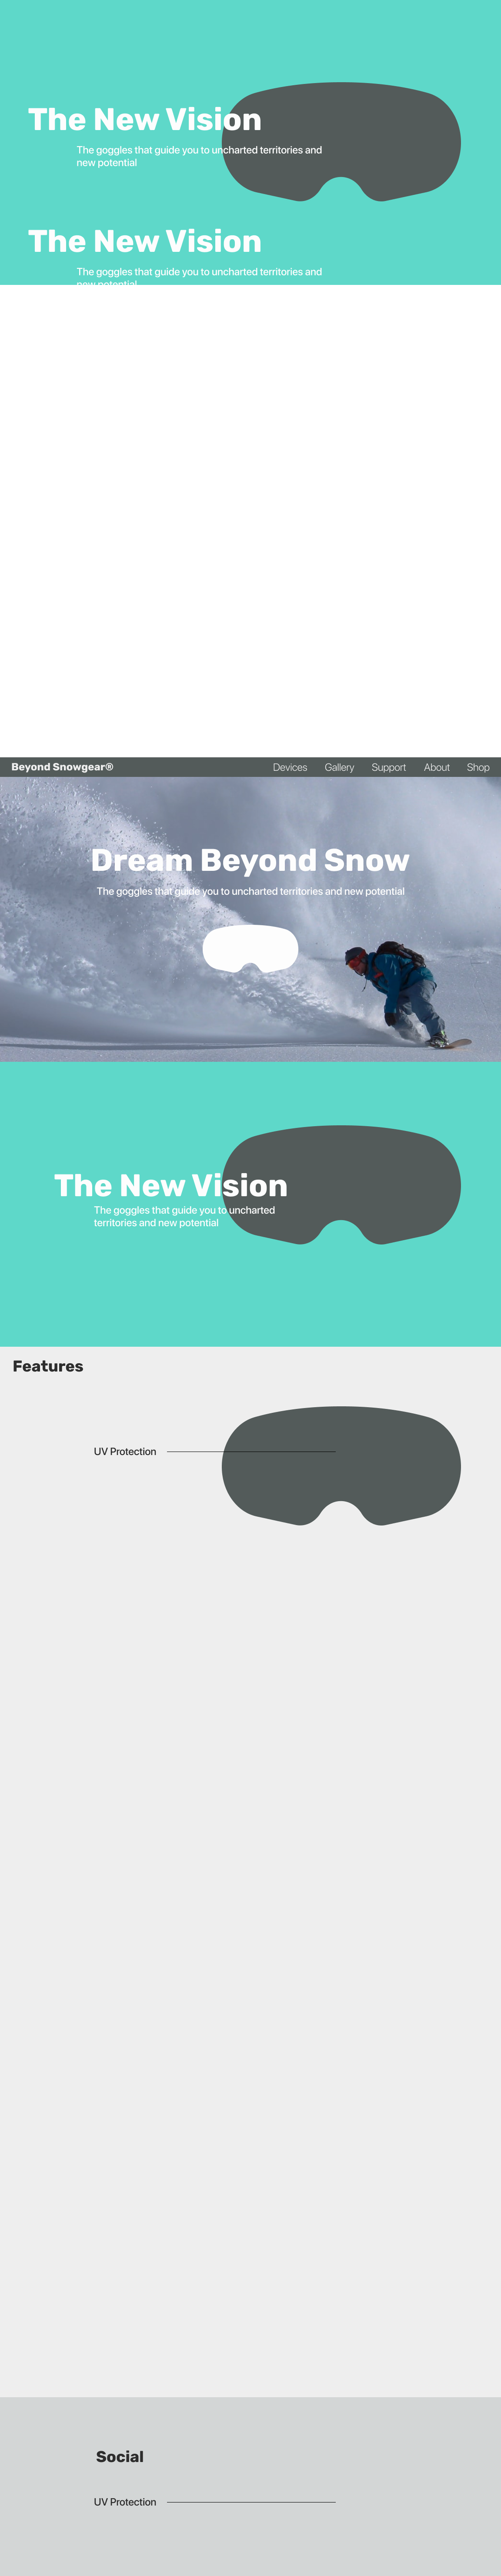 The New Vision
The goggles that guide you to uncharted territories and
new potential
The New Vision
The goggles that guide you to uncharted territories and
new potential
Beyond Snowgear®
Devices Gallery Support About Shop
Dream Beyond Snow
The goggles that guide you to uncharted territories and new potential
The New Vision
The goggles that guide you to uncharted
territories and new potential
Features
UV Protection
Social
UV Protection